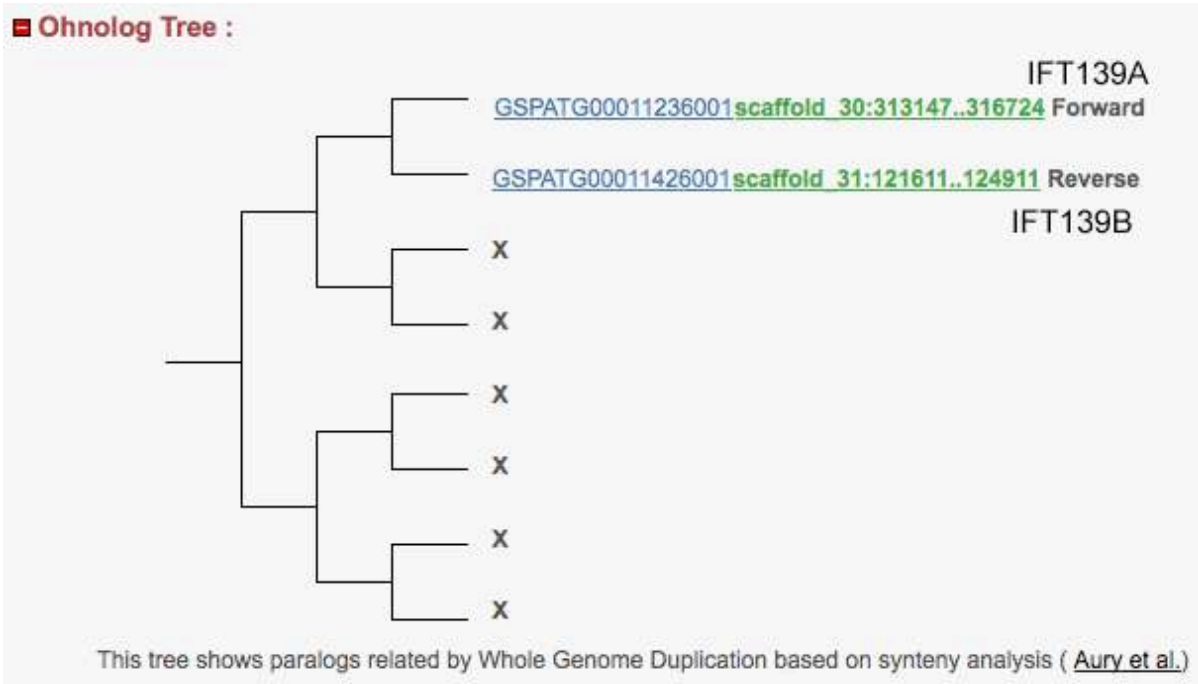 Ohnolog Tree :
IFT139A
GSPATG00011236001scaffold_30:313147..316724 Forward
GSPATG00011426001scaffold_31:121611..124911 Reverse
IFT139B
X
X
X
X
X
X
This tree shows paralogs related by Whole Genome Duplication based on synteny analysis ( Aury et al.)